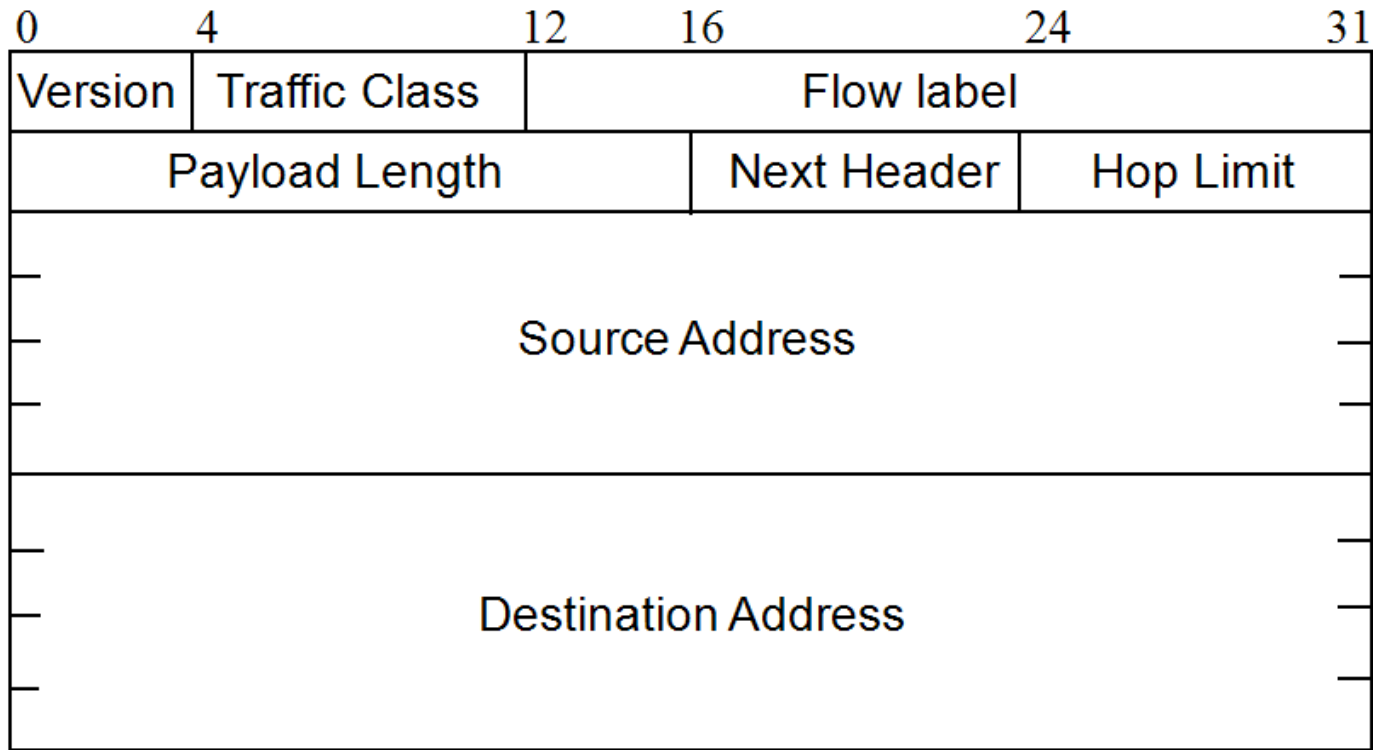 0 4 12 16 24 31
Version Traffic Class Flow label
Payload Length Next Header Hop Limit
Source Address
Destination Address